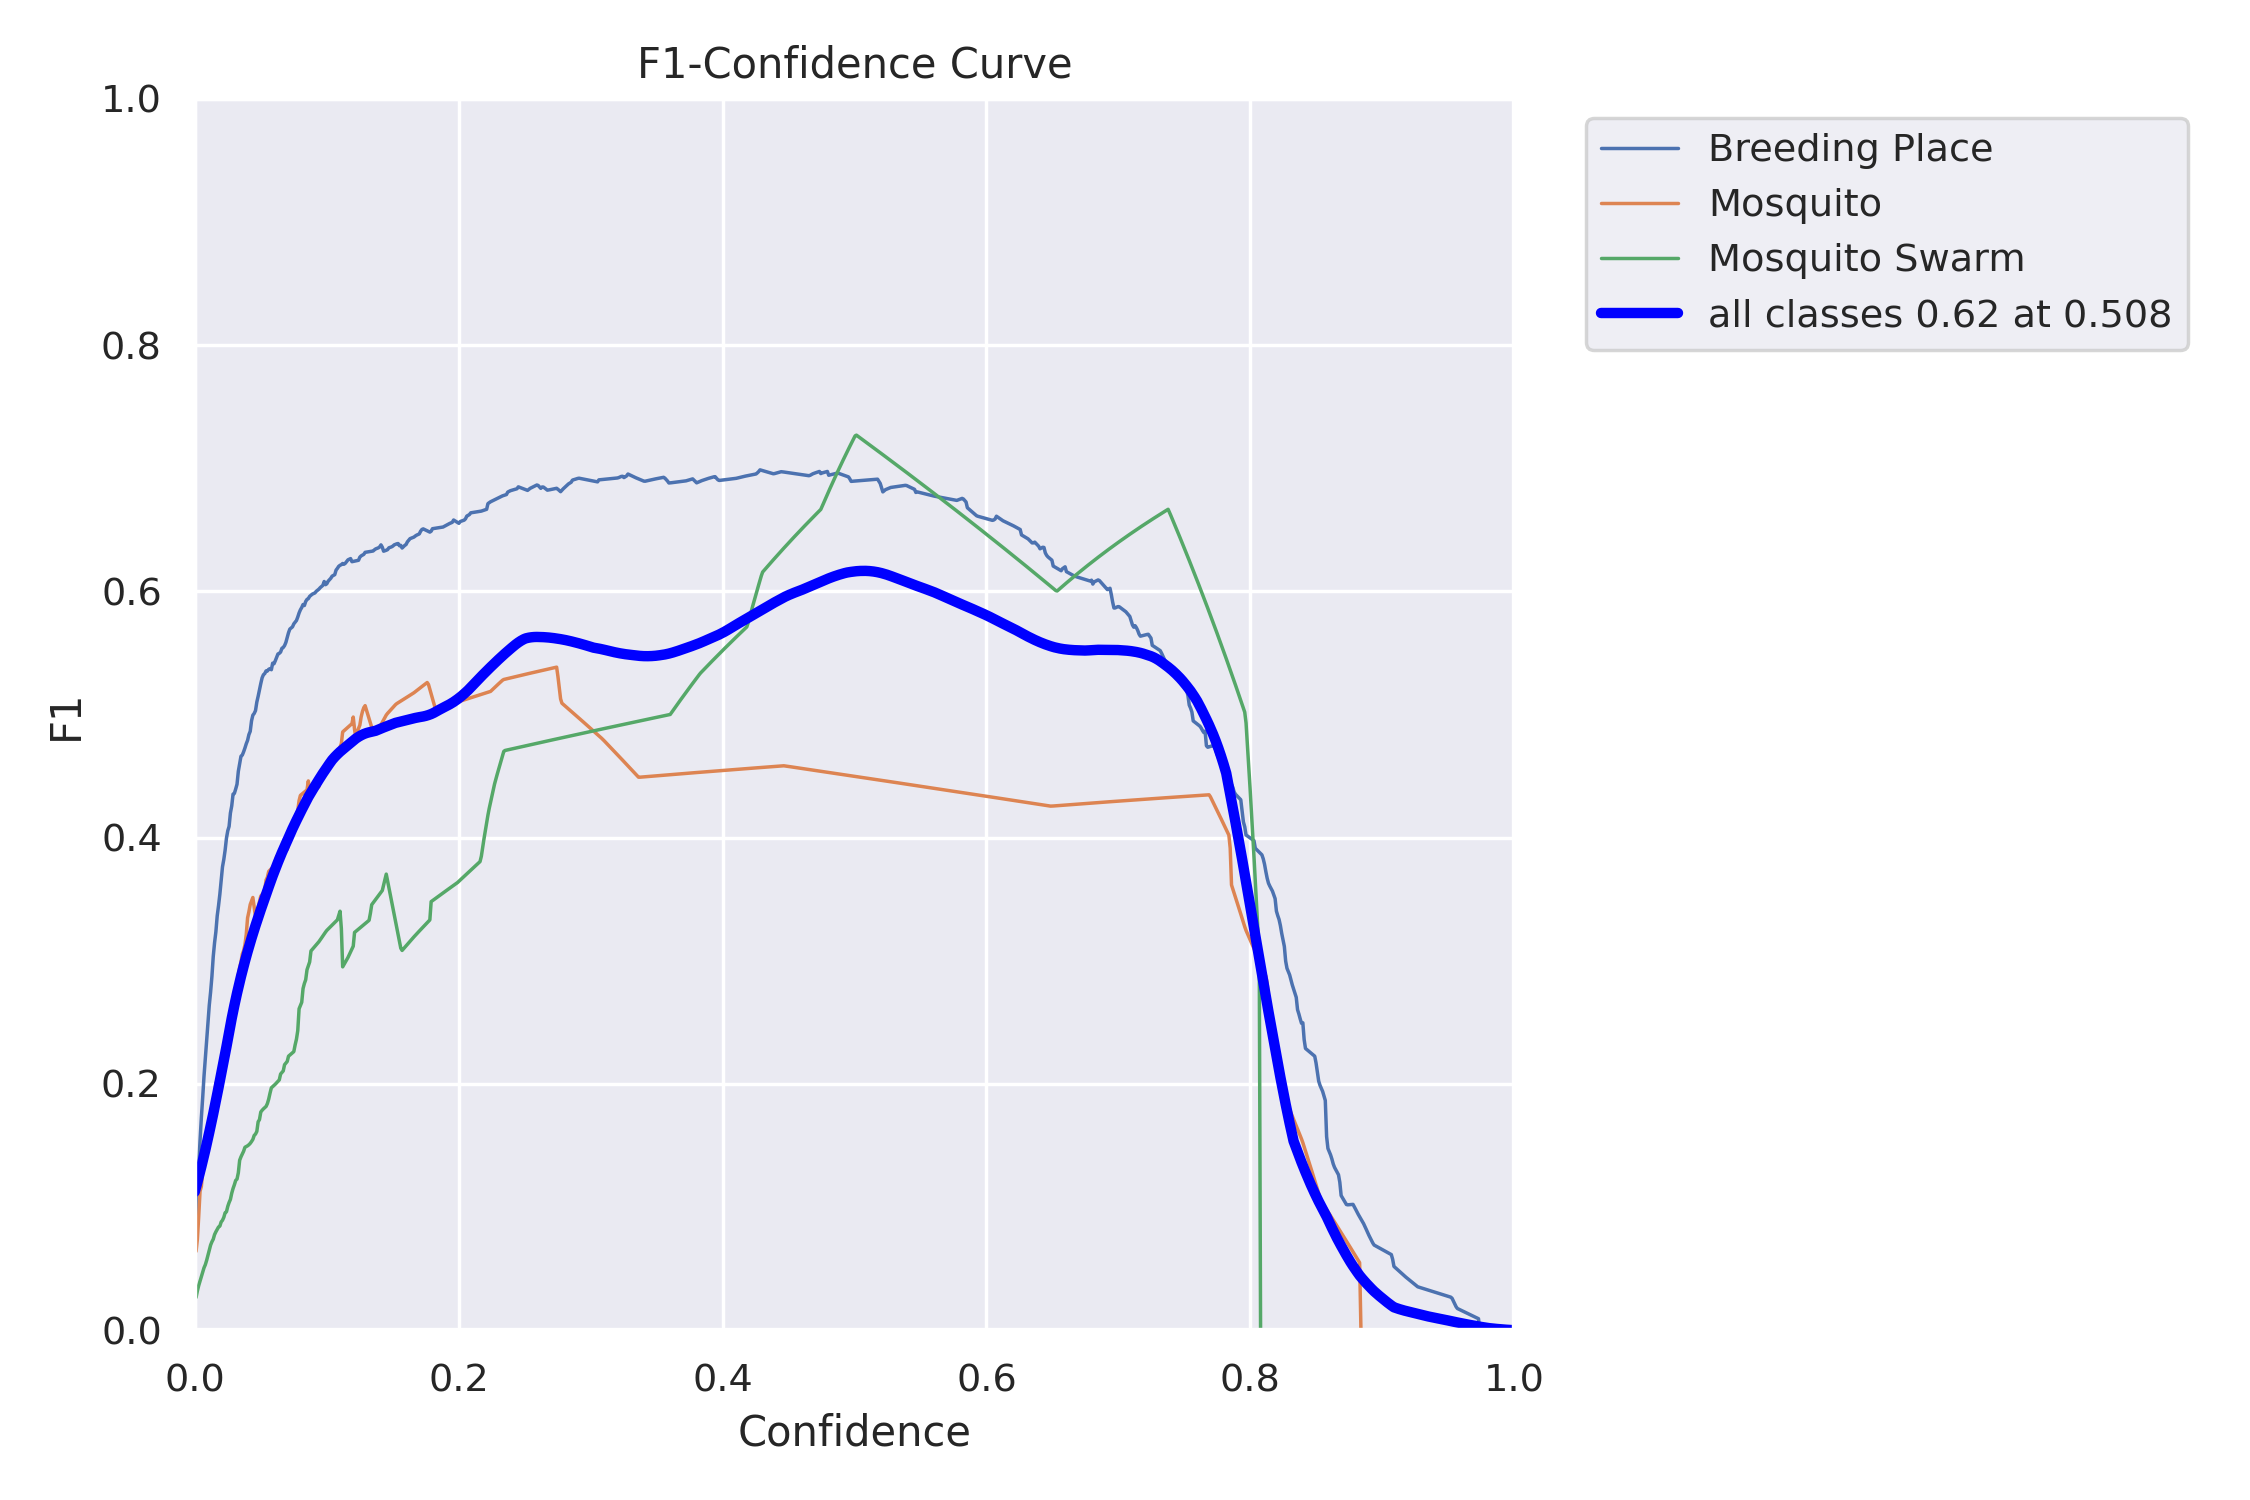 F1-Confidence Curve
1.0
0.8
0.6
0.4
0.2
0.0
F1
0.0 0.2 0.4 0.6 0.8 1.0
Confidence
Breeding Place
Mosquito
Mosquito Swarm
all classes 0.62 at 0.508